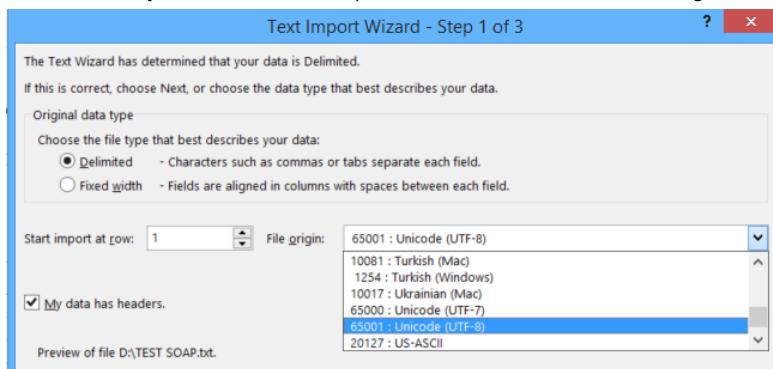 Text Import Wizard - Step 1 of 3 ?
The Text Wizard has determined that your data is Delimited.
If this is correct, choose Next, or choose the data type that best describes your data.
Original data type
Choose the file type that best describes your data:
Delimited - Characters such as commas or tabs separate each field.
Fixed width - Fields are aligned in columns with spaces between each field.
Start import at row: 1 File origin: 65001 : Unicode (UTF-8)
10081 : Turkish (Mac)
1254 : Turkish (Windows)
10017 : Ukrainian (Mac)
65000 : Unicode (UTF-7)
65001 : Unicode (UTF-8)
20127 : US-ASCII
My data has headers.
Preview of file D:\TEST SOAP.txt.